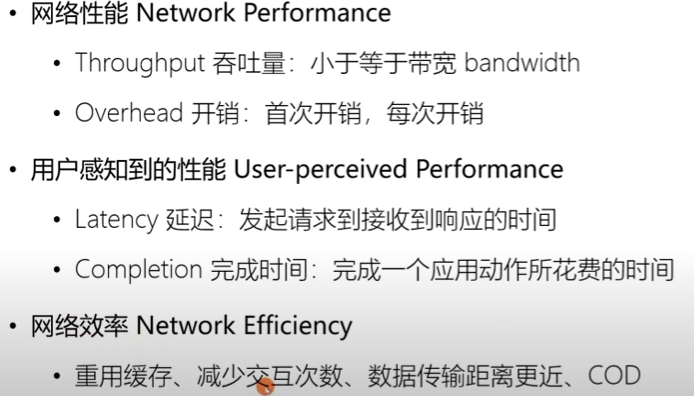 • 网络性能 Network Performance
• Throughput 吞吐量：小于等于带宽 bandwidth
• Overhead 开销：首次开销，每次开销
• 用户感知到的性能 User-perceived Performance
• Latency 延迟：发起请求到接收到响应的时间
• Completion 完成时间：完成一个应用动作所花费的时间
• 网络效率 Network Efficiency
• 重用缓存、减少交互次数、数据传输距离更近、COD